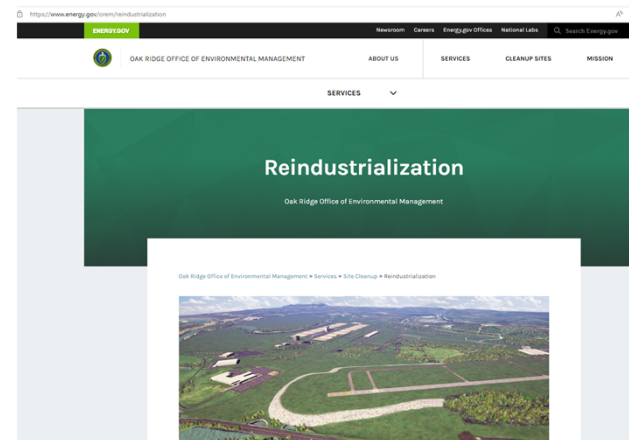 https://www.energy.gov/orem/reindustrialization
ENERGY.GOV Newsroom Careers Energy.gov Offices National Labs Search Energy.gov
OAK RIDGE OFFICE OF ENVIRONMENTAL MANAGEMENT ABOUT US SERVICES CLEANUP SITES MISSION
SERVICES
Reindustrialization
Oak Ridge Office of Environmental Management
Oak Ridge Office of Environmental Management » Services » Site Cleanup » Reindustrialization